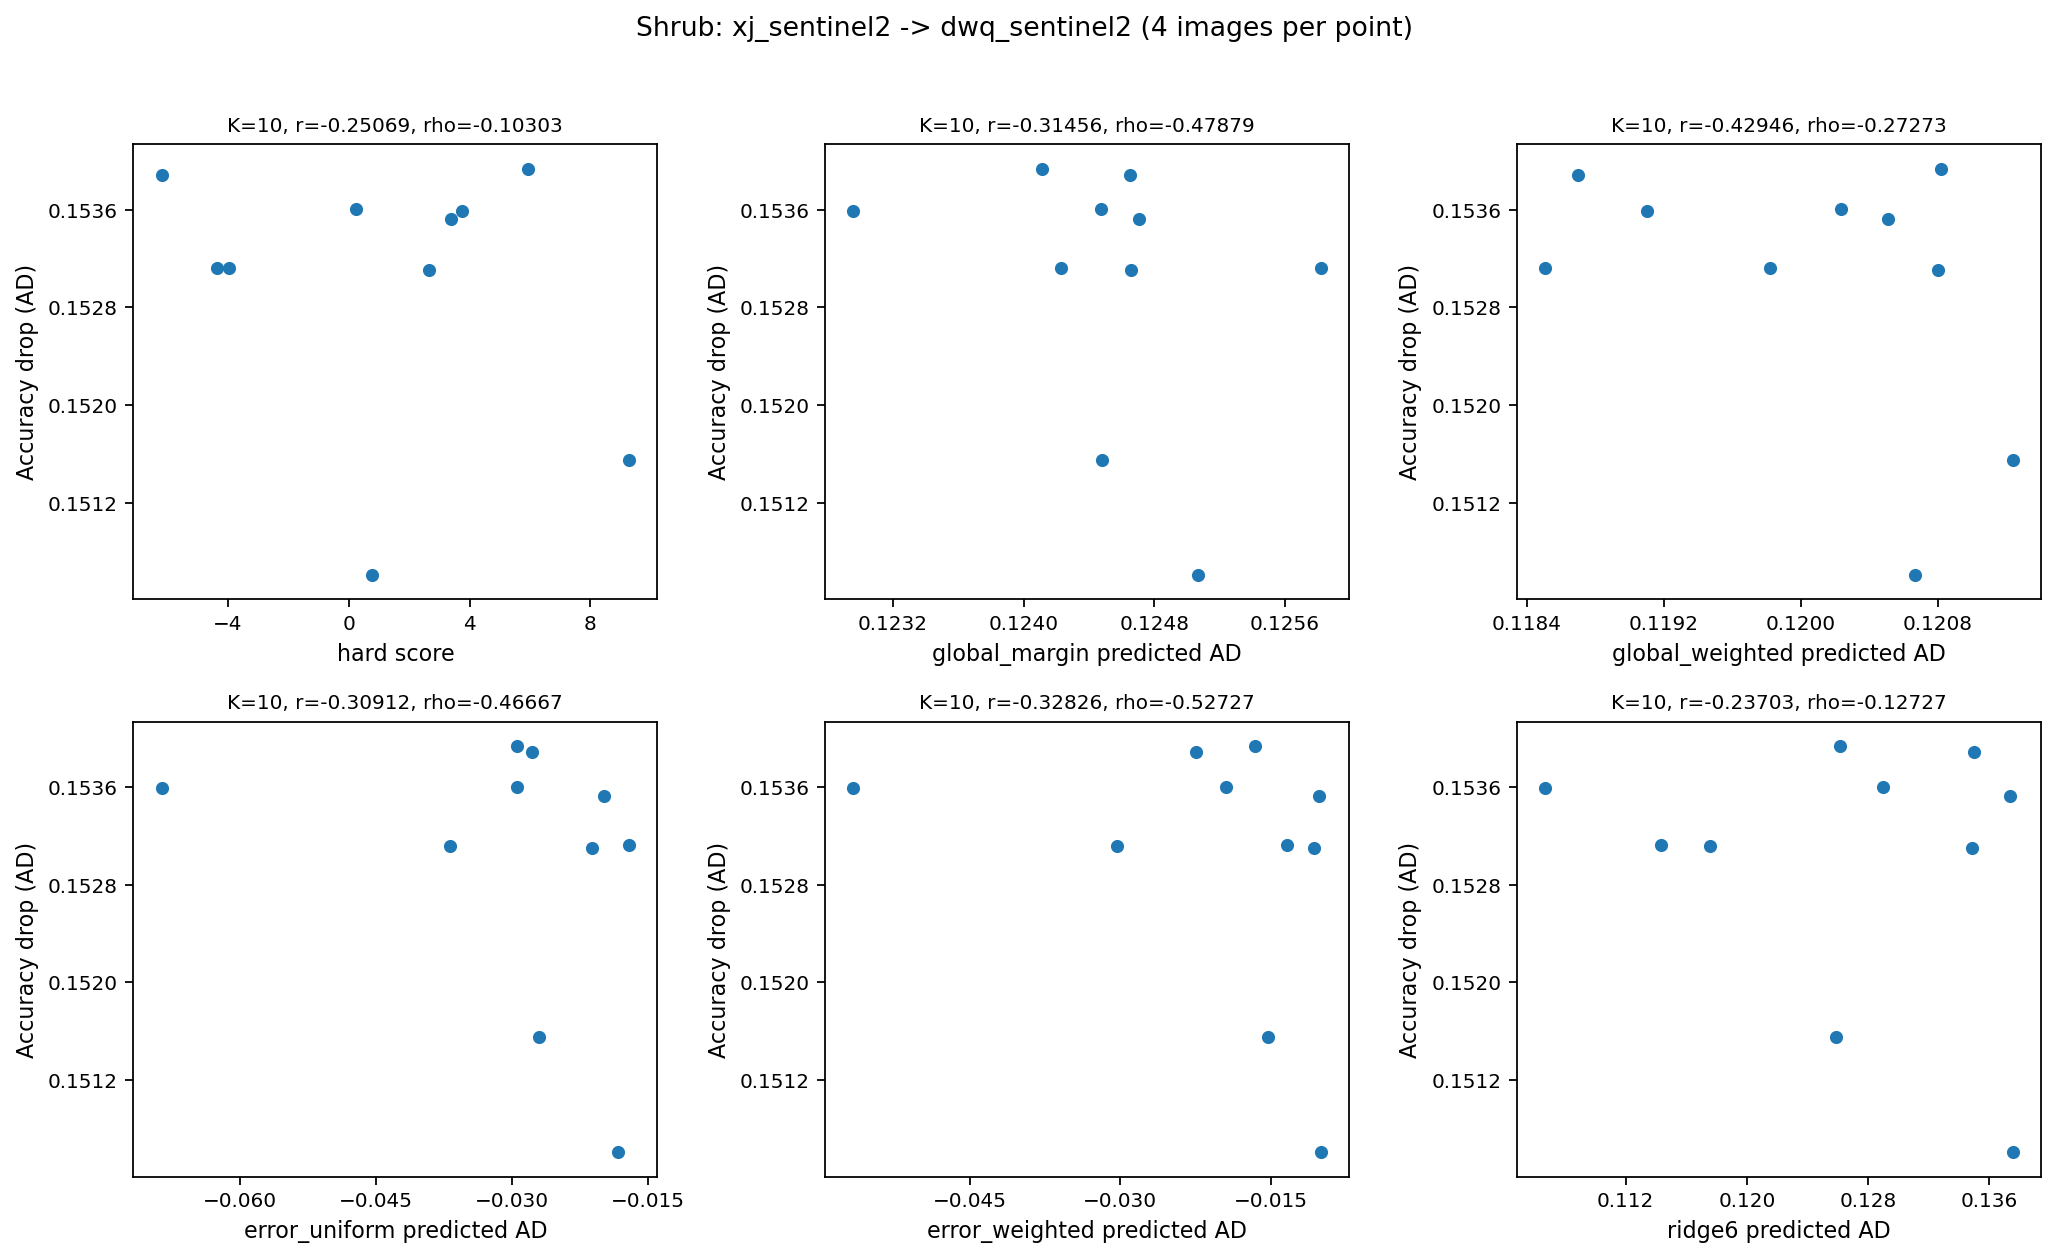 Shrub: xj_sentinel2 -> dwq_sentinel2 (4 images per point)
K=10, r=-0.25069, rho=-0.10303
Accuracy drop (AD)
0.1536
0.1528
0.1520
0.1512
−4
0
4
8
hard score
K=10, r=-0.31456, rho=-0.47879
Accuracy drop (AD)
0.1536
0.1528
0.1520
0.1512
0.1232
0.1240
0.1248
0.1256
global_margin predicted AD
K=10, r=-0.42946, rho=-0.27273
Accuracy drop (AD)
0.1536
0.1528
0.1520
0.1512
0.1184
0.1192
0.1200
0.1208
global_weighted predicted AD
K=10, r=-0.30912, rho=-0.46667
Accuracy drop (AD)
0.1536
0.1528
0.1520
0.1512
−0.060
−0.045
−0.030
−0.015
error_uniform predicted AD
K=10, r=-0.32826, rho=-0.52727
Accuracy drop (AD)
0.1536
0.1528
0.1520
0.1512
−0.045
−0.030
−0.015
error_weighted predicted AD
K=10, r=-0.23703, rho=-0.12727
Accuracy drop (AD)
0.1536
0.1528
0.1520
0.1512
0.112
0.120
0.128
0.136
ridge6 predicted AD